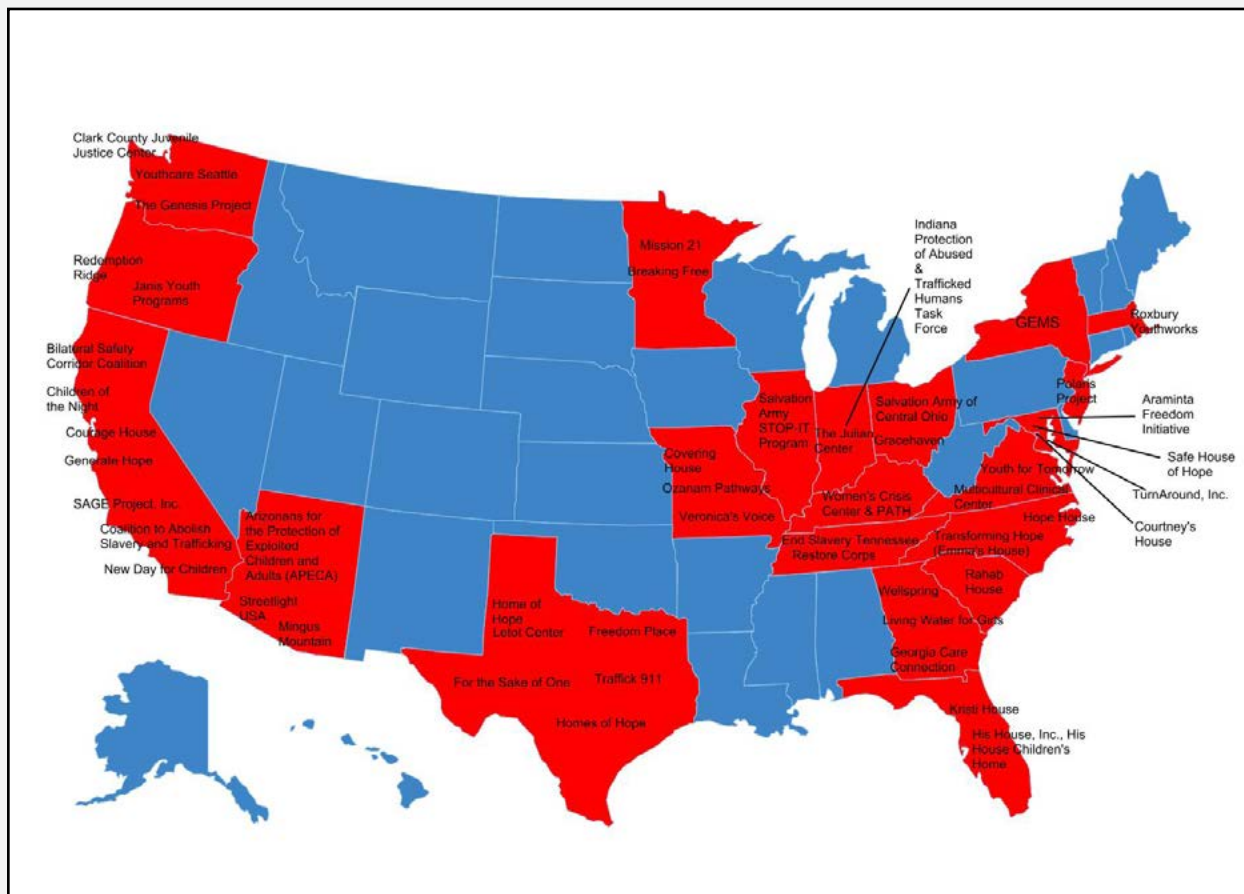 Clark County Juvenile
Justice Center
Youthcare Seattle
The Genesis Project
Redemption
Ridge
Janis Youth
Programs
Bilateral Safety
Corridor Coalition
Children of
the Night
Courage House
Generate Hope
SAGE Project, Inc.
Coalition to Abolish
Slavery and Trafficking
New Day for Children
Arizonans for
the Protection of
Exploited
Children and
Adults (APECA)
Streetlight
USA
Mingus
Mountain
Home of
Hope
Letot Center
Freedom Place
For the Sake of One
Traffick 911
Homes of Hope
Mission 21
Breaking Free
Covering
House
Ozanam Pathways
Veronica's Voice
Salvation
Army
STOP-IT
Program
Indiana
Protection
of Abused
&
Trafficked
Humans
Task
Force
The Julian
Center
Salvation Army of
Central Ohio
Gracehaven
Women's Crisis
Center & PATH
End Slavery Tennessee
Restore Corps
GEMS
Roxbury
Youthworks
Polaris
Project
Araminta
Freedom
Initiative
Safe House
of Hope
TurnAround, Inc.
Courtney's
House
Youth for Tomorrow
Multicultural Clinical
Center
Hope House
Transforming Hope
(Emma's House)
Rahab
House
Wellspring
Living Water for Girls
Georgia Care
Connection
Kristi House
His House, Inc., His
House Children's
Home